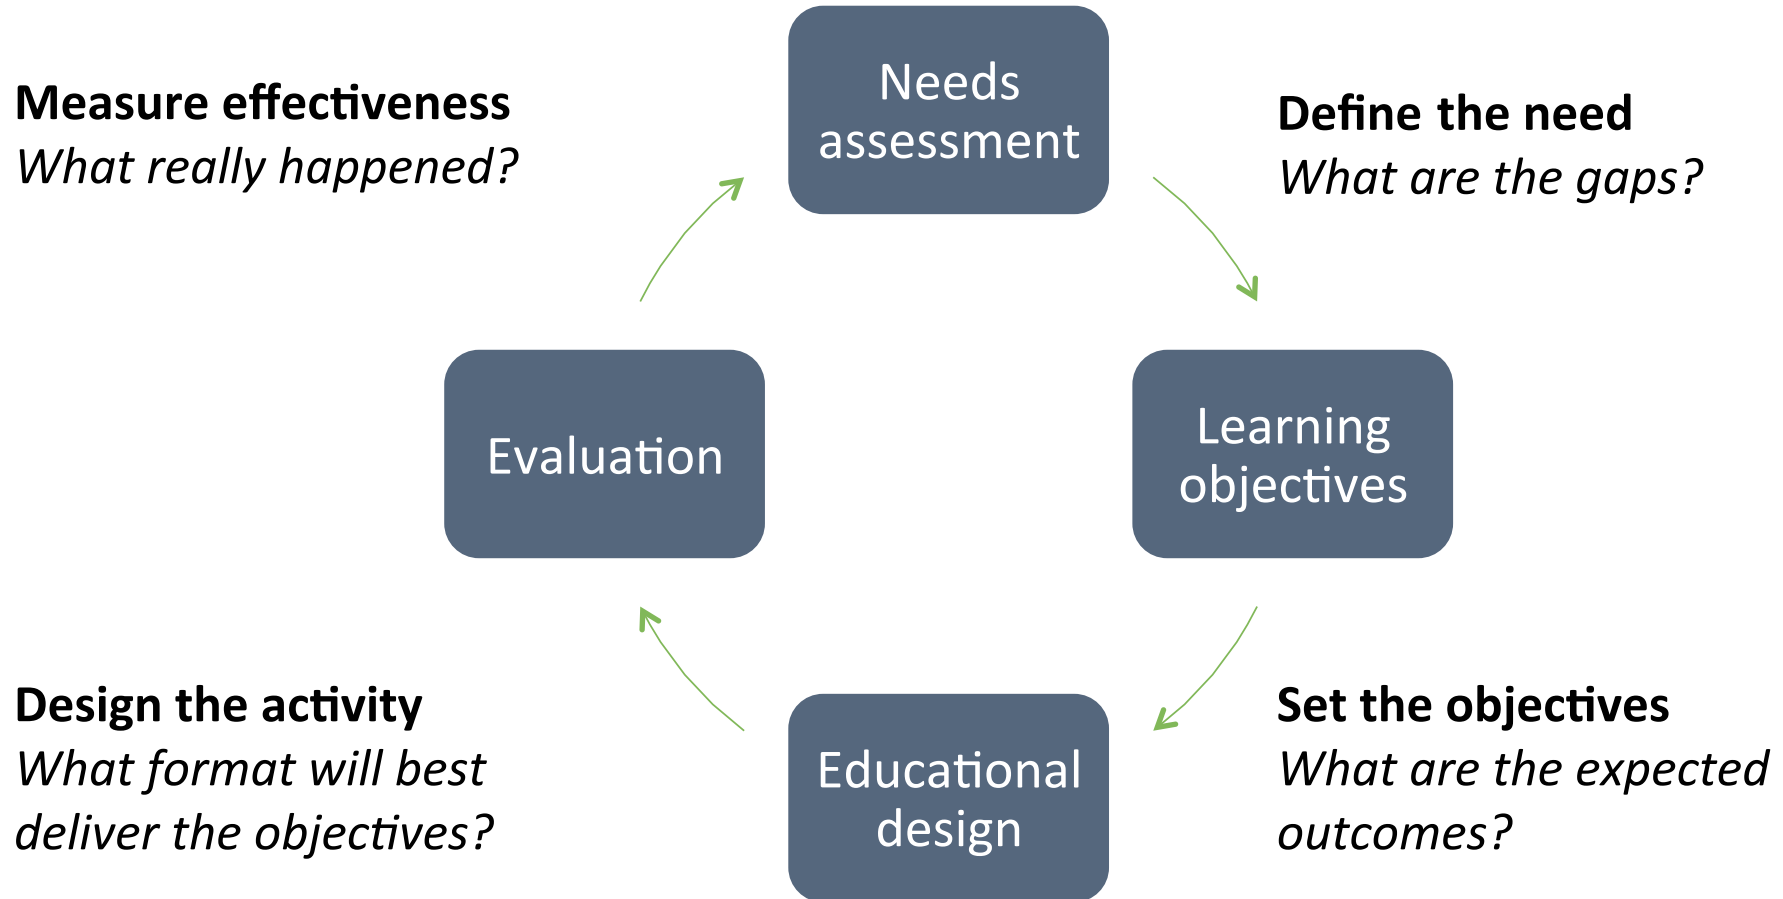 Needs
assessment
Define the need
What are the gaps?
Learning
objectives
Set the objectives
What are the expected
outcomes?
Educational
design
Design the activity
What format will best
deliver the objectives?
Evaluation
Measure effectiveness
What really happened?